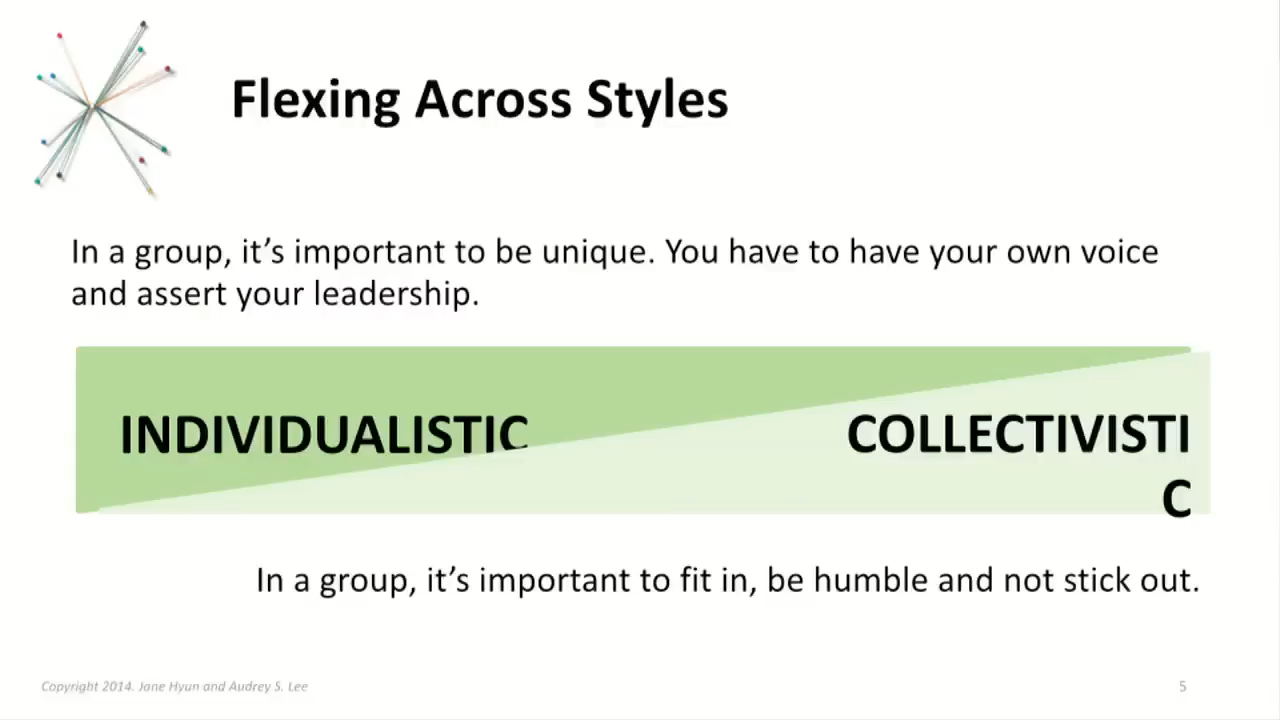 Flexing Across Styles
In a group, it’s important to be unique. You have to have your own voice
and assert your leadership.
INDIVIDUALISTIC
COLLECTIVISTI
C
In a group, it’s important to fit in, be humble and not stick out.
Copyright 2014. Jane Hyun and Audrey S. Lee
5